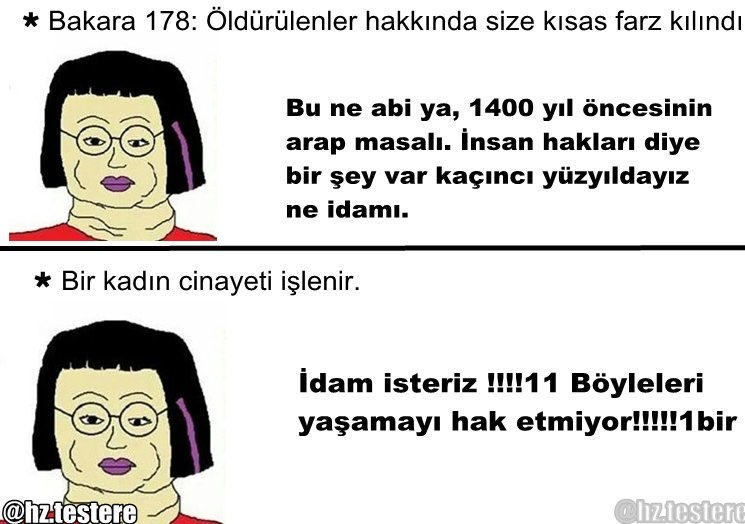 * Bakara 178: Öldürülenler hakkında size kısas farz kılındı
Bu ne abi ya, 1400 yıl öncesinin
arap masalı. İnsan hakları diye
bir şey var kaçıncı yüzyıldayız
ne idamı.
* Bir kadın cinayeti işlenir.
İdam isteriz !!!!11 Böyleleri
yaşamayı hak etmiyor!!!!!1bir
@hz.testere
@hz.testere